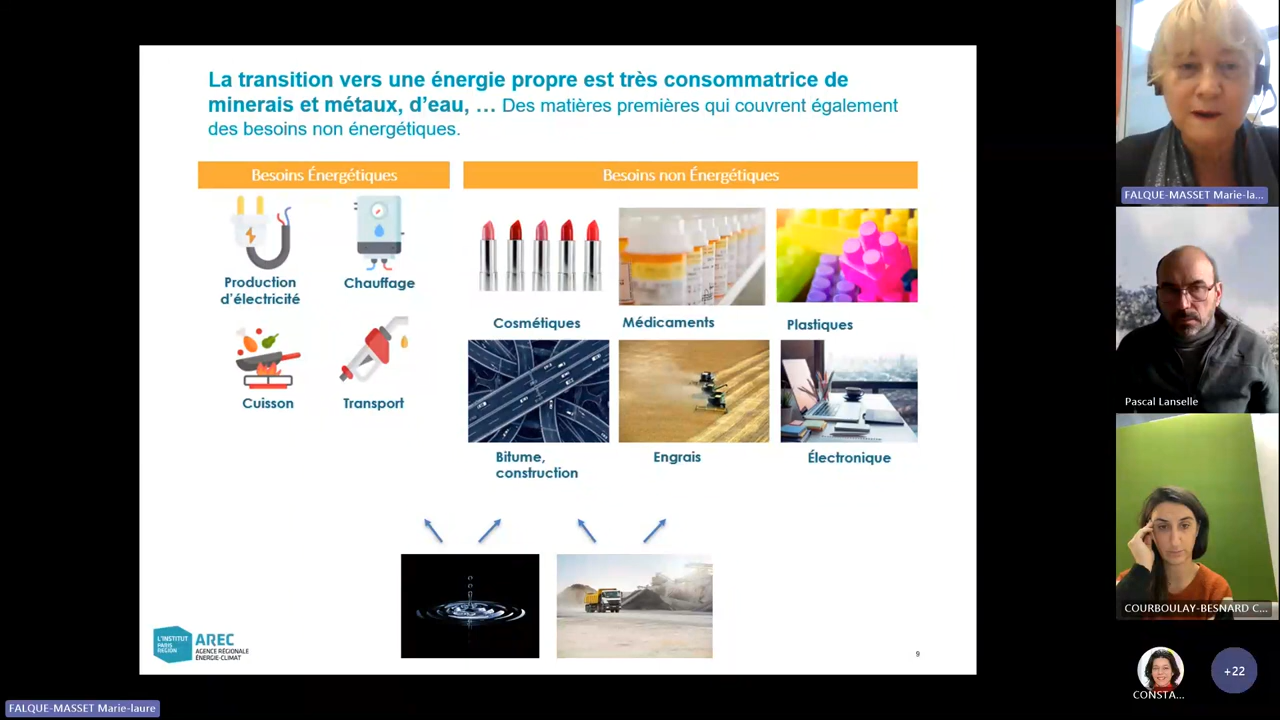 La transition vers une énergie propre est très consommatrice de
minerais et métaux, d'eau, … Des matières premières qui couvrent également
des besoins non énergétiques.
Besoins Énergétiques
Besoins non Énergétiques
Production
d'électricité
Chauffage
Cuisson
Transport
Cosmétiques
Médicaments
Plastiques
Bitume,
construction
Engrais
Électronique
L'INSTITUT
PARIS
REGION
AREC
AGENCE RÉGIONALE
ÉNERGIE-CLIMAT
9
FALQUE-MASSET Marie-la...
Pascal Lanselle
COURBOULAY-BESNARD C...
CONSTA...
+22
FALQUE-MASSET Marie-laure